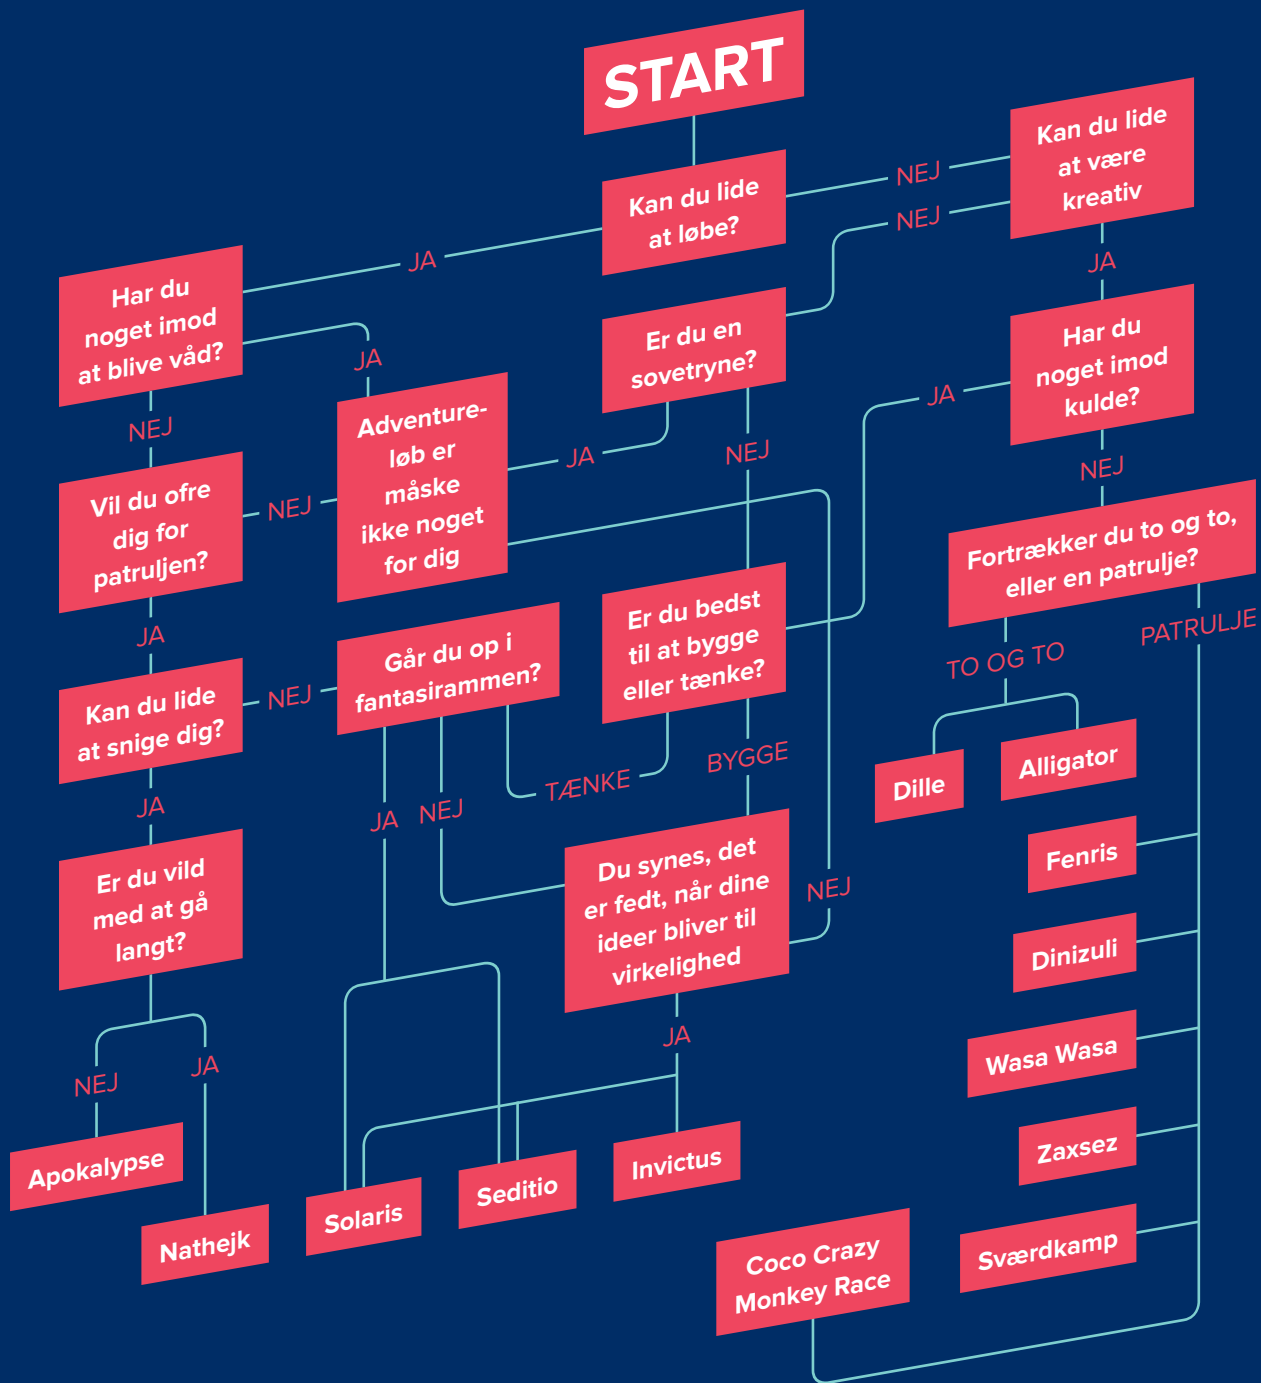 START
Kan du lide
at løbe?
NEJ
Kan du lide
at være
kreativ
NEJ
JA
JA
Har du
noget imod
at blive våd?
JA
NEJ
Er du en
sovetryne?
JA
NEJ
Har du
noget imod
kulde?
JA
NEJ
Adventure-
løb er
måske
ikke noget
for dig
NEJ
Vil du ofre
dig for
patruljen?
JA
Fortrækker du to og to,
eller en patrulje?
TO OG TO
PATRULJE
Er du bedst
til at bygge
eller tænke?
TÆNKE
BYGGE
Går du op i
fantasirammen?
NEJ
JA
NEJ
Kan du lide
at snige dig?
JA
Er du vild
med at gå
langt?
NEJ
JA
Du synes, det
er fedt, når dine
ideer bliver til
virkelighed
NEJ
JA
Dille
Alligator
Fenris
Dinizuli
Wasa Wasa
Zaxsez
Sværdkamp
Coco Crazy
Monkey Race
Apokalypse
Nathejk
Solaris
Seditio
Invictus